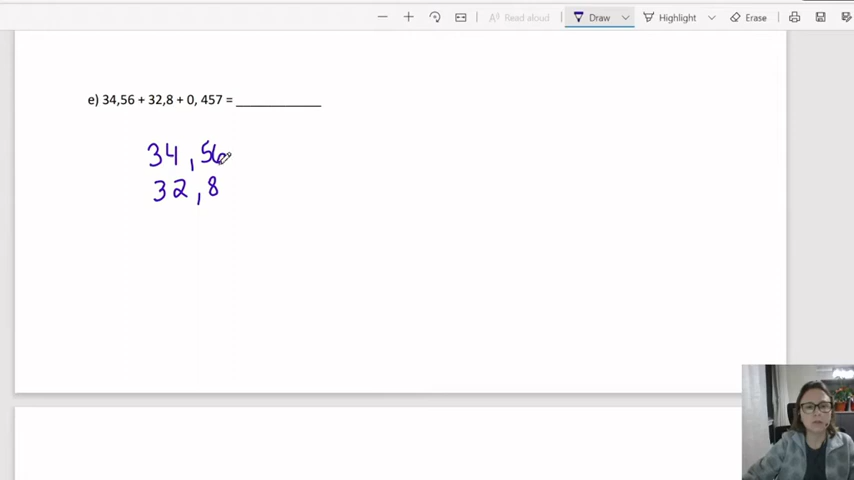 Read aloud
Draw
Highlight
Erase
e) 34,56 + 32,8 + 0, 457 = ____________
34,56
32,8